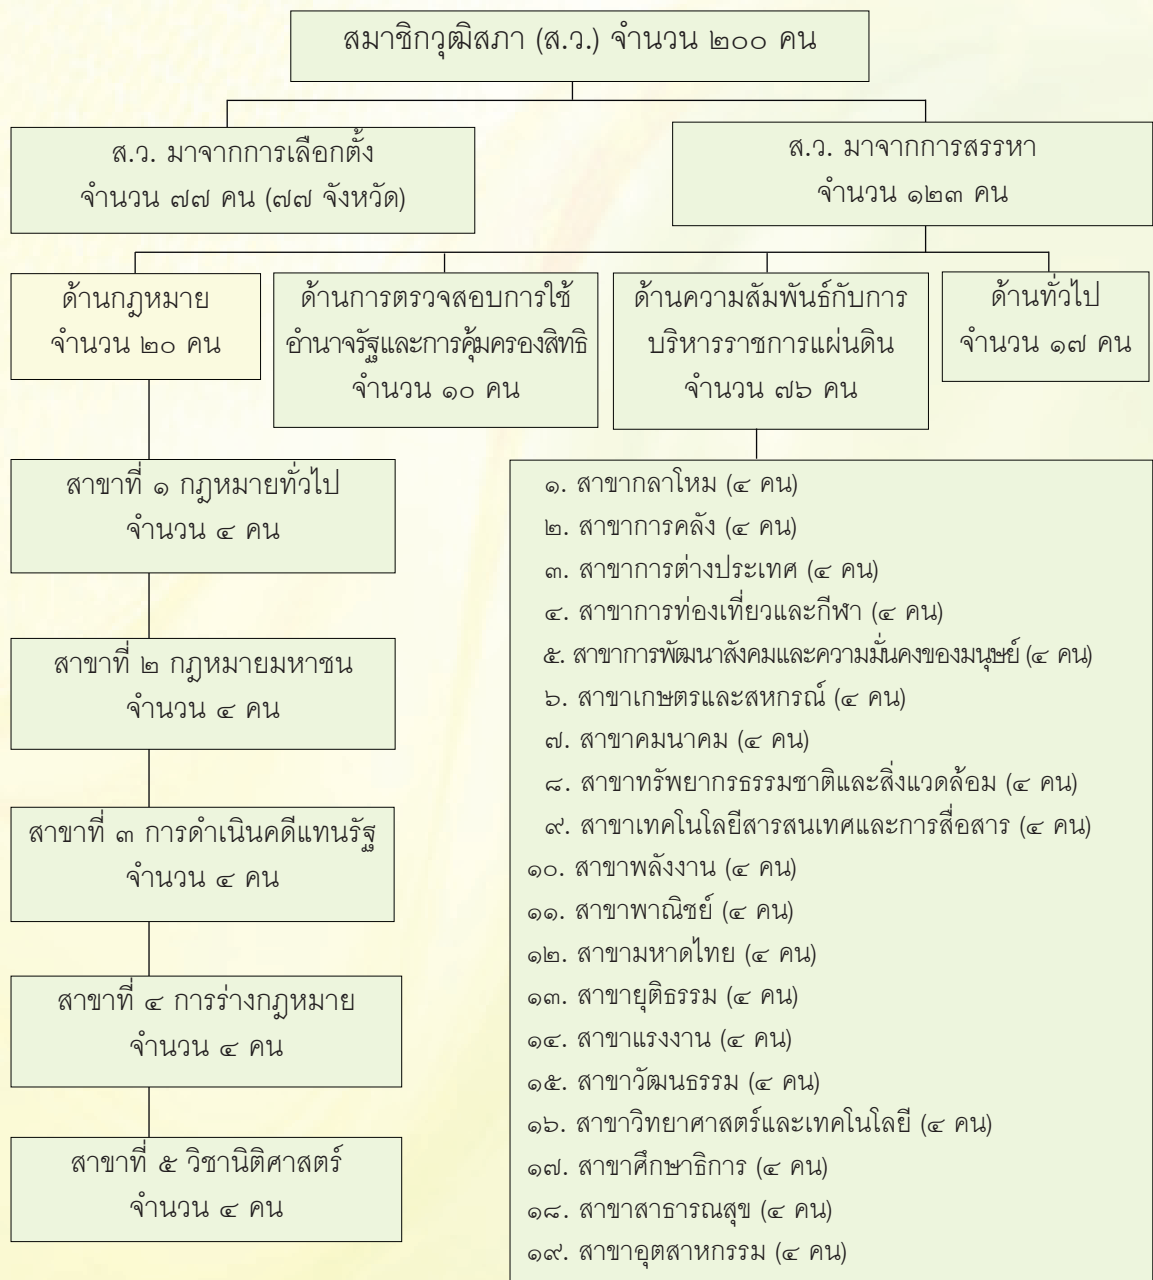 สมาชิกวุฒิสภา (ส.ว.) จำนวน ๒๐๐ คน
ส.ว. มาจากการเลือกตั้ง
จำนวน ๗๗ คน (๗๗ จังหวัด)
ส.ว. มาจากการสรรหา
จำนวน ๑๒๓ คน
ด้านกฎหมาย
จำนวน ๒๐ คน
ด้านการตรวจสอบการใช้
อำนาจรัฐและการคุ้มครองสิทธิ
จำนวน ๑๐ คน
ด้านความสัมพันธ์กับการ
บริหารราชการแผ่นดิน
จำนวน ๗๖ คน
ด้านทั่วไป
จำนวน ๑๗ คน
สาขาที่ ๑ กฎหมายทั่วไป
จำนวน ๔ คน
สาขาที่ ๒ กฎหมายมหาชน
จำนวน ๔ คน
สาขาที่ ๓ การดำเนินคดีแทนรัฐ
จำนวน ๔ คน
สาขาที่ ๔ การร่างกฎหมาย
จำนวน ๔ คน
สาขาที่ ๕ วิชานิติศาสตร์
จำนวน ๔ คน
๑. สาขากลาโหม (๔ คน)
๒. สาขาการคลัง (๔ คน)
๓. สาขาการต่างประเทศ (๔ คน)
๔. สาขาการท่องเที่ยวและกีฬา (๔ คน)
๕. สาขาการพัฒนาสังคมและความมั่นคงของมนุษย์ (๔ คน)
๖. สาขาเกษตรและสหกรณ์ (๔ คน)
๗. สาขาคมนาคม (๔ คน)
๘. สาขาทรัพยากรธรรมชาติและสิ่งแวดล้อม (๔ คน)
๙. สาขาเทคโนโลยีสารสนเทศและการสื่อสาร (๔ คน)
๑๐. สาขาพลังงาน (๔ คน)
๑๑. สาขาพาณิชย์ (๔ คน)
๑๒. สาขามหาดไทย (๔ คน)
๑๓. สาขายุติธรรม (๔ คน)
๑๔. สาขาแรงงาน (๔ คน)
๑๕. สาขาวัฒนธรรม (๔ คน)
๑๖. สาขาวิทยาศาสตร์และเทคโนโลยี (๔ คน)
๑๗. สาขาศึกษาธิการ (๔ คน)
๑๘. สาขาสาธารณสุข (๔ คน)
๑๙. สาขาอุตสาหกรรม (๔ คน)